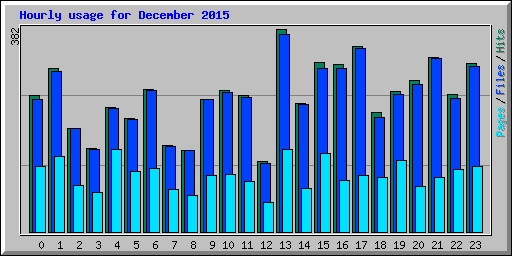 Hourly usage for December 2015
382
Pages/Files/Hits
0 1 2 3 4 5 6 7 8 9 10 11 12 13 14 15 16 17 18 19 20 21 22 23